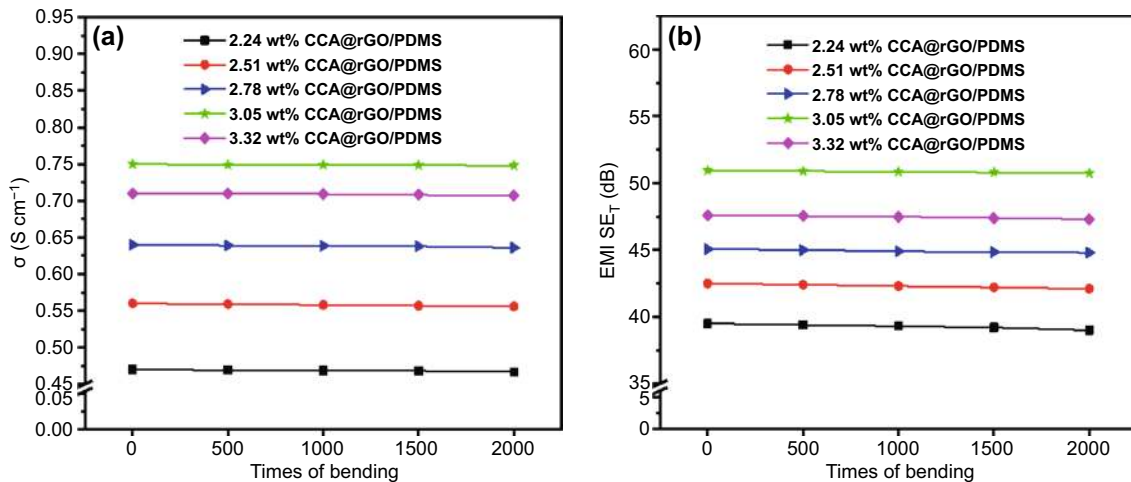 (a)
2.24 wt% CCA@rGO/PDMS
2.51 wt% CCA@rGO/PDMS
2.78 wt% CCA@rGO/PDMS
3.05 wt% CCA@rGO/PDMS
3.32 wt% CCA@rGO/PDMS
σ (S cm⁻¹)
0.95
0.90
0.85
0.80
0.75
0.70
0.65
0.60
0.55
0.50
0.45
0.05
0.00
0 500 1000 1500 2000
Times of bending
(b)
2.24 wt% CCA@rGO/PDMS
2.51 wt% CCA@rGO/PDMS
2.78 wt% CCA@rGO/PDMS
3.05 wt% CCA@rGO/PDMS
3.32 wt% CCA@rGO/PDMS
EMI SE_T (dB)
60
55
50
45
40
35
5
0
0 500 1000 1500 2000
Times of bending